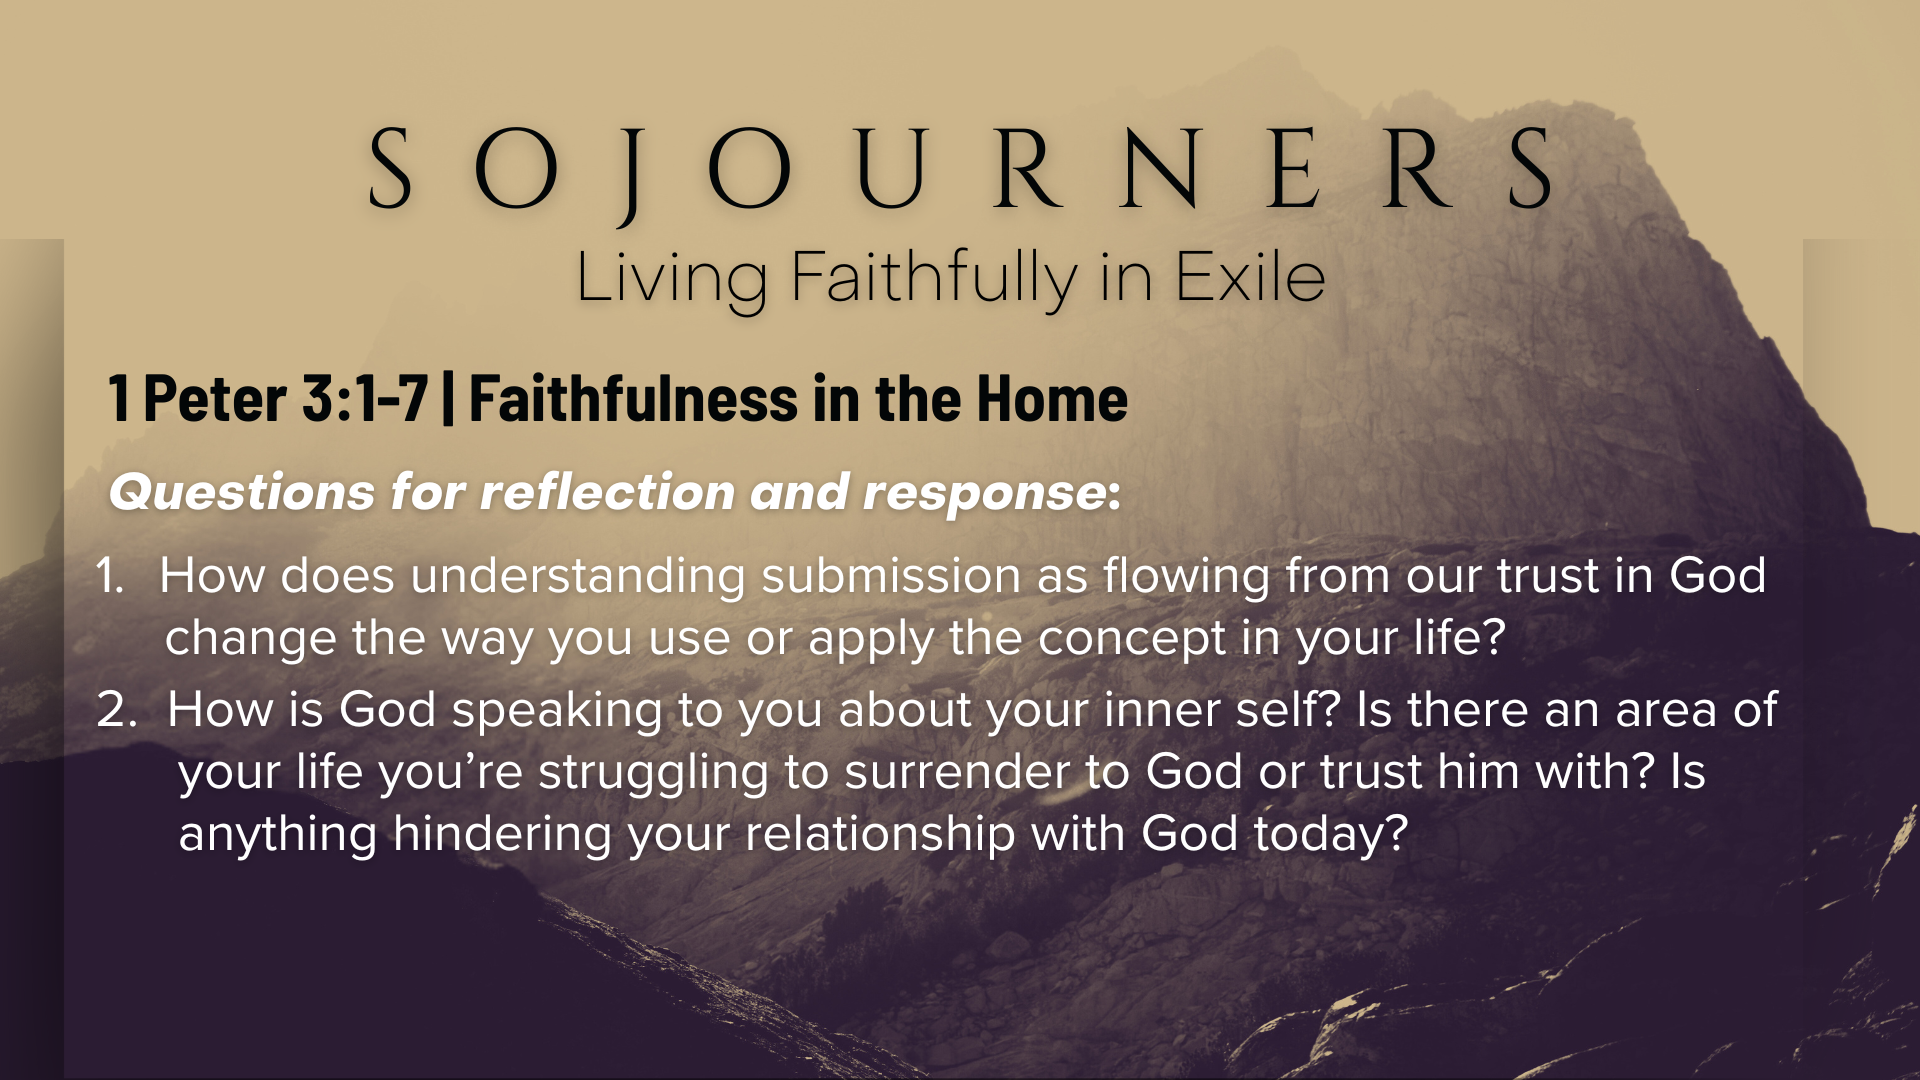 SOJOURNERS
Living Faithfully in Exile
1 Peter 3:1-7 | Faithfulness in the Home
Questions for reflection and response:
1. How does understanding submission as flowing from our trust in God
change the way you use or apply the concept in your life?
2. How is God speaking to you about your inner self? Is there an area of
your life you’re struggling to surrender to God or trust him with? Is
anything hindering your relationship with God today?